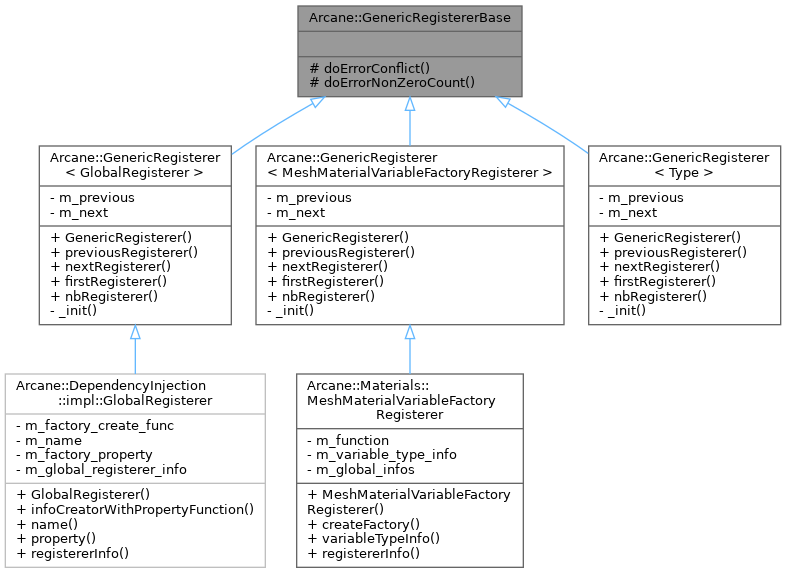 Arcane::GenericRegistererBase
# doErrorConflict()
# doErrorNonZeroCount()
Arcane::GenericRegisterer
< GlobalRegisterer >
- m_previous
- m_next
+ GenericRegisterer()
+ previousRegisterer()
+ nextRegisterer()
+ firstRegisterer()
+ nbRegisterer()
- _init()
Arcane::GenericRegisterer
< MeshMaterialVariableFactoryRegisterer >
- m_previous
- m_next
+ GenericRegisterer()
+ previousRegisterer()
+ nextRegisterer()
+ firstRegisterer()
+ nbRegisterer()
- _init()
Arcane::GenericRegisterer
< Type >
- m_previous
- m_next
+ GenericRegisterer()
+ previousRegisterer()
+ nextRegisterer()
+ firstRegisterer()
+ nbRegisterer()
- _init()
Arcane::DependencyInjection
::impl::GlobalRegisterer
- m_factory_create_func
- m_name
- m_factory_property
- m_global_registerer_info
+ GlobalRegisterer()
+ infoCreatorWithPropertyFunction()
+ name()
+ property()
+ registererInfo()
Arcane::Materials::
MeshMaterialVariableFactory
Registerer
- m_function
- m_variable_type_info
- m_global_infos
+ MeshMaterialVariableFactory
Registerer()
+ createFactory()
+ variableTypeInfo()
+ registererInfo()